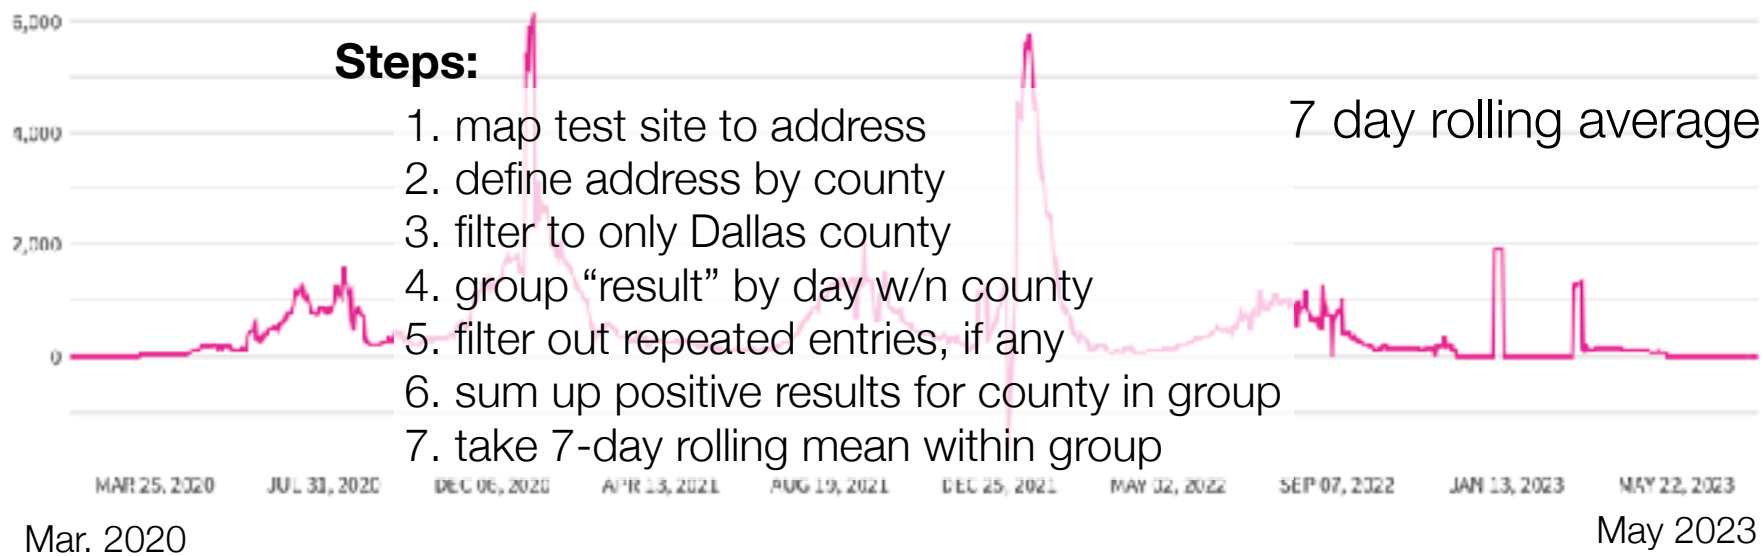 6,000
Steps:
1. map test site to address
7 day rolling average
4,000
2. define address by county
3. filter to only Dallas county
2,000
4. group “result” by day w/n county
5. filter out repeated entries, if any
0
6. sum up positive results for county in group
7. take 7-day rolling mean within group
MAR 25, 2020 JUL 31, 2020 DEC 06, 2020 APR 13, 2021 AUG 19, 2021 DEC 25, 2021 MAY 02, 2022 SEP 07, 2022 JAN 13, 2023 MAY 22, 2023
Mar. 2020 May 2023